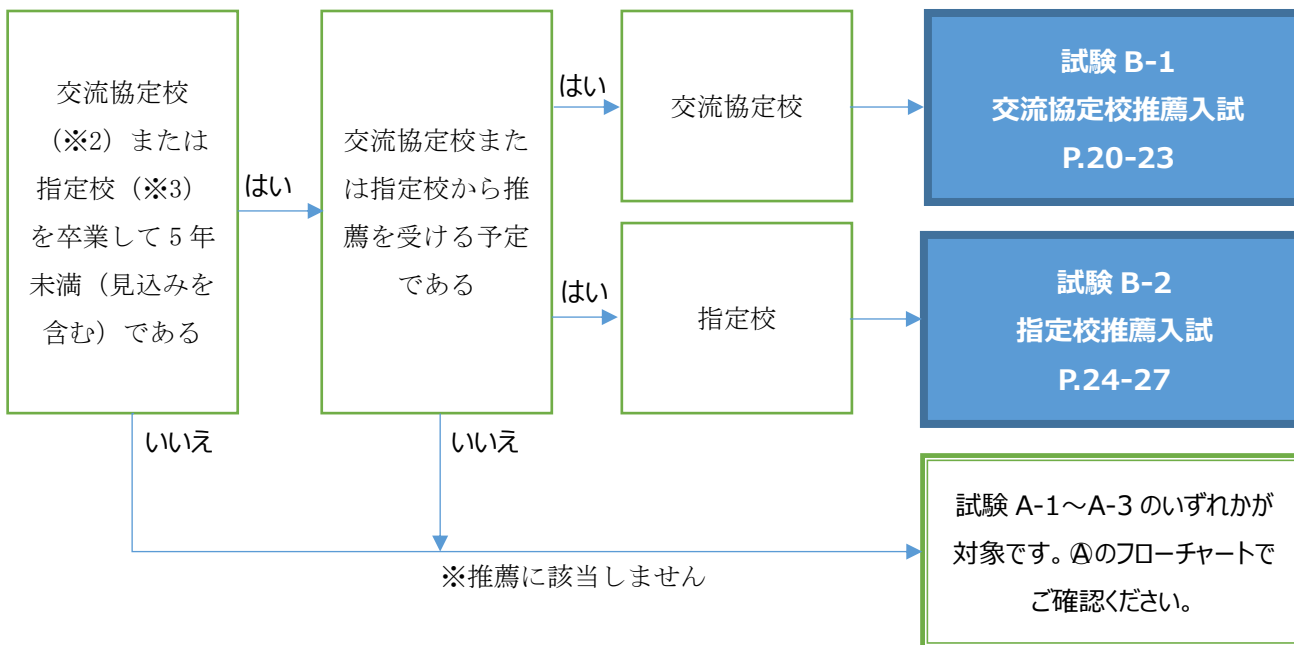 交流協定校
（※2）または
指定校（※3）
を卒業して 5 年
未満（見込みを
含む）である
はい
交流協定校また
は指定校から推
薦を受ける予定
である
はい
交流協定校
試験 B-1
交流協定校推薦入試
P.20-23
はい
指定校
試験 B-2
指定校推薦入試
P.24-27
いいえ
いいえ
※推薦に該当しません
試験 A-1～A-3 のいずれかが
対象です。Ⓐのフローチャートで
ご確認ください。